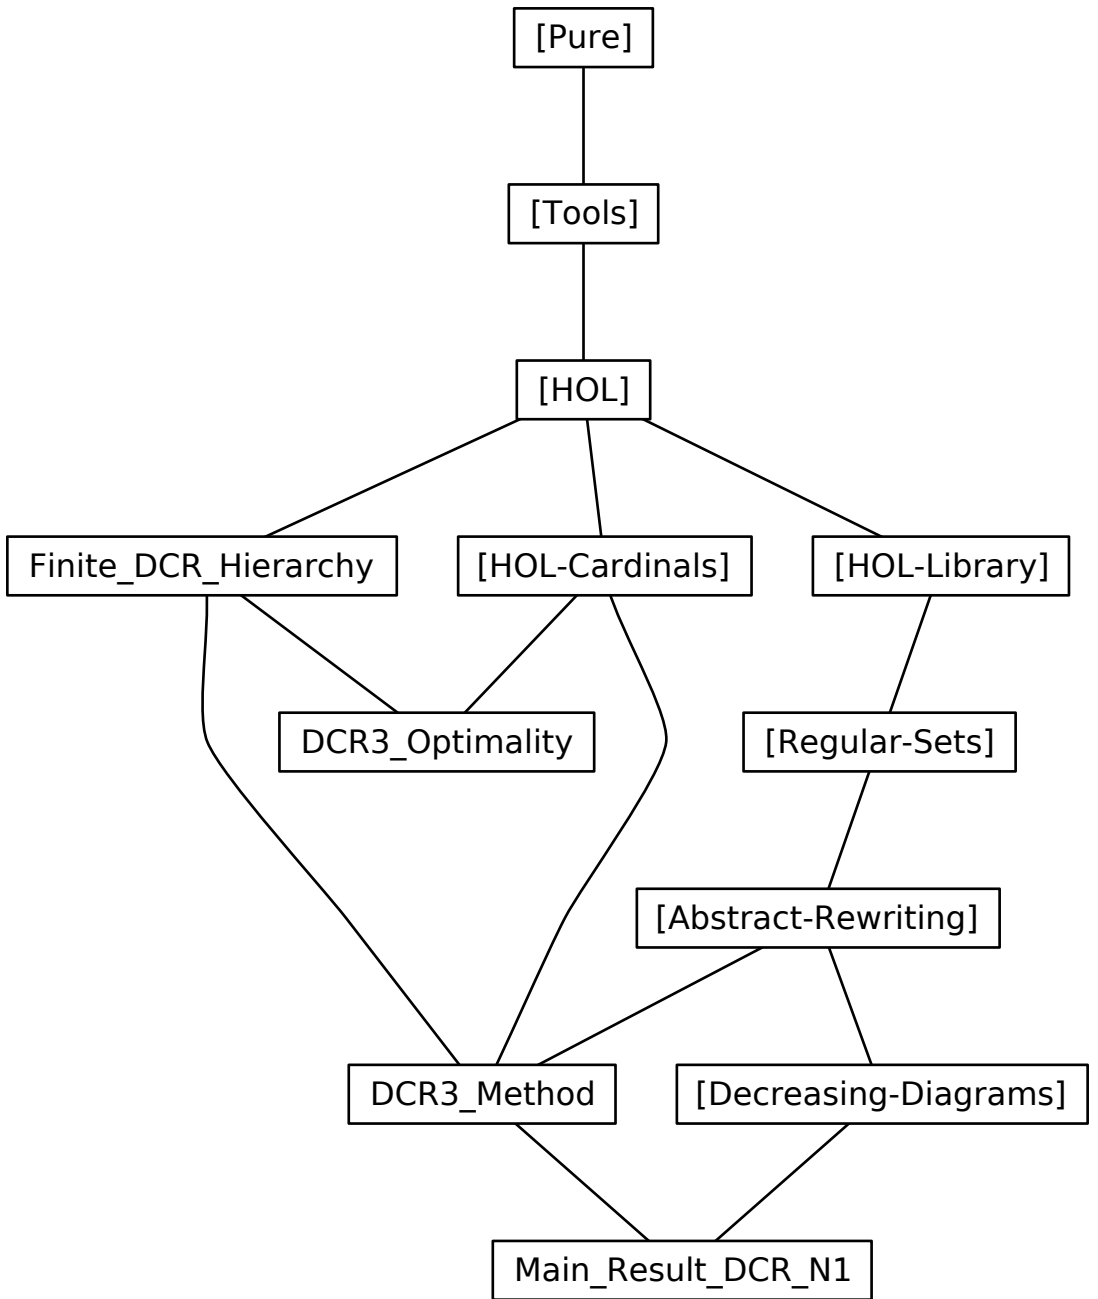 [Pure]
[Tools]
[HOL]
Finite_DCR_Hierarchy
[HOL-Cardinals]
[HOL-Library]
DCR3_Optimality
[Regular-Sets]
[Abstract-Rewriting]
DCR3_Method
[Decreasing-Diagrams]
Main_Result_DCR_N1